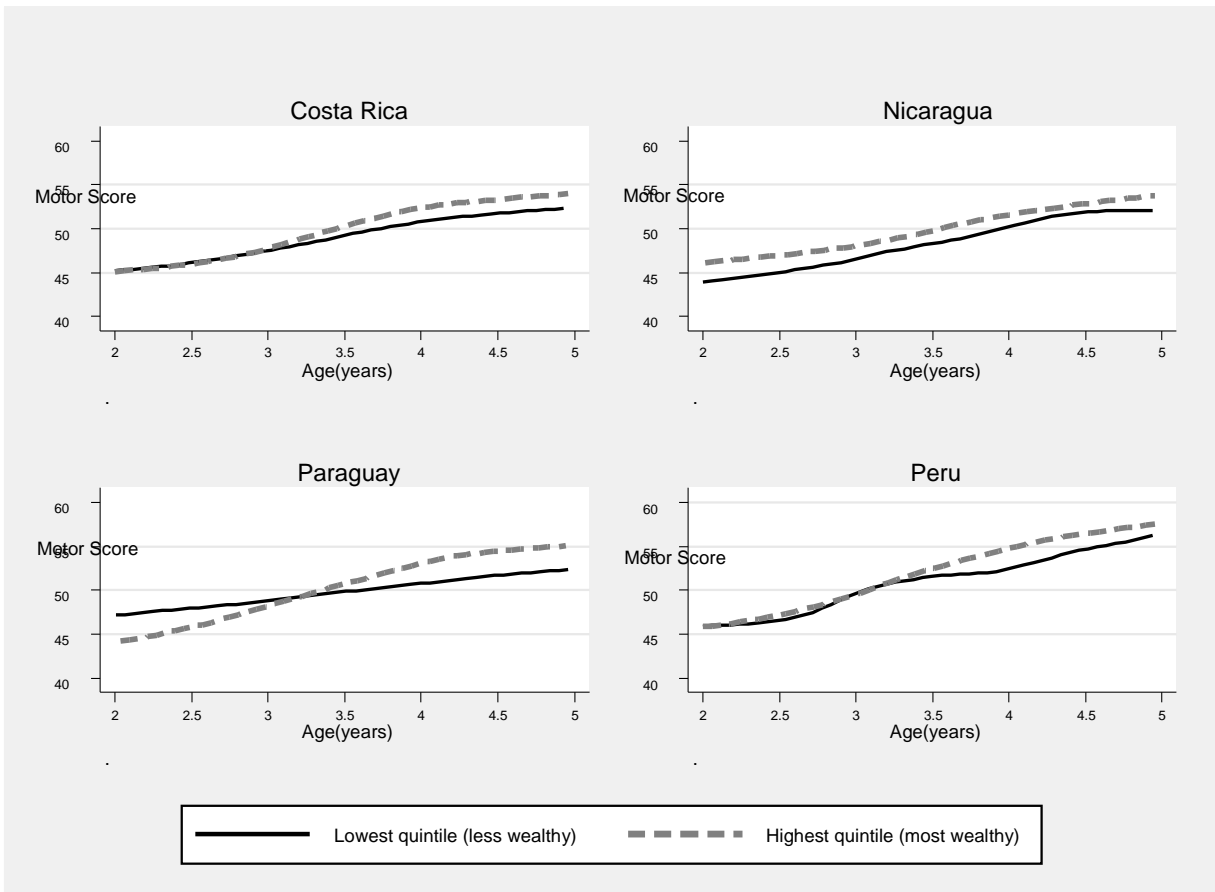 Costa Rica
60
55
Motor Score
50
45
40
2 2.5 3 3.5 4 4.5 5
Age(years)
.
Nicaragua
60
55
Motor Score
50
45
40
2 2.5 3 3.5 4 4.5 5
Age(years)
.
Paraguay
60
55
Motor Score
50
45
40
2 2.5 3 3.5 4 4.5 5
Age(years)
.
Peru
60
55
Motor Score
50
45
40
2 2.5 3 3.5 4 4.5 5
Age(years)
.
Lowest quintile (less wealthy) Highest quintile (most wealthy)